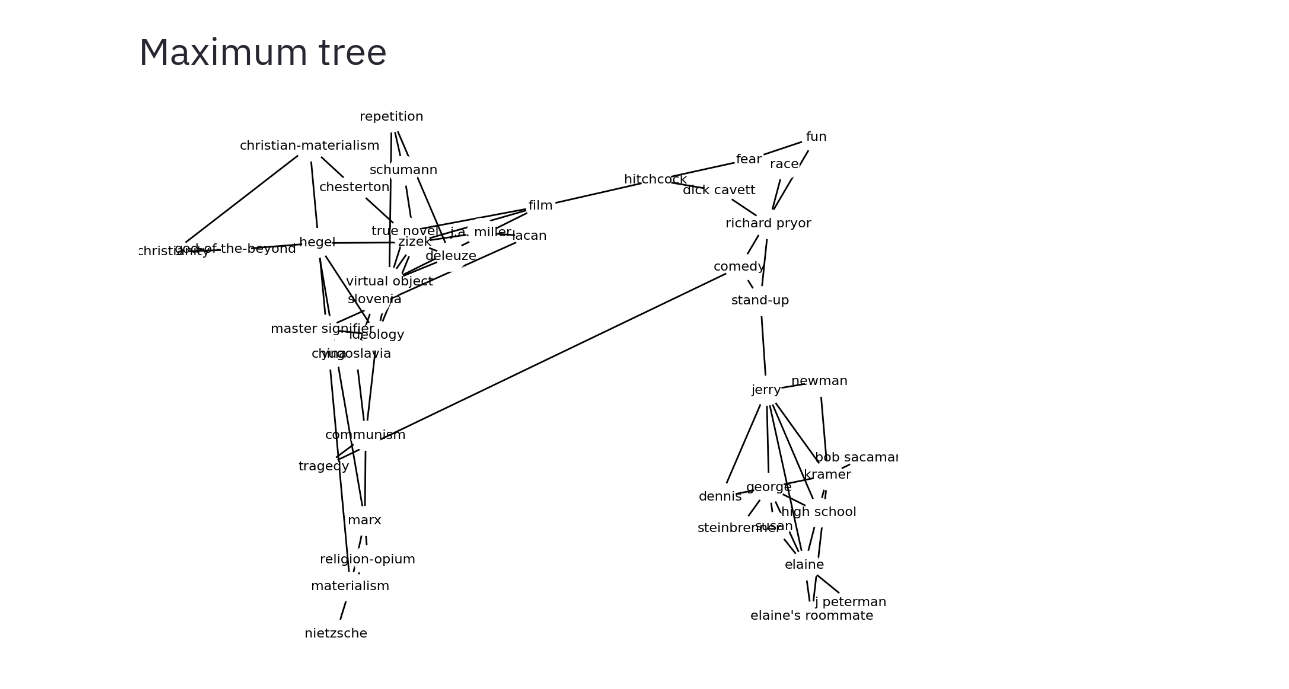 Maximum tree
repetition
fun
christian-materialism
fear
race
schumann
hitchcock
chesterton
dick cavett
film
richard pryor
true novel
j.a. miller
lacan
zizek
hegel
god-of-the-beyond
christianity
deleuze
comedy
virtual object
slovenia
stand-up
master signifier
ideology
china
yugoslavia
newman
jerry
communism
bob sacamar
tragedy
kramer
george
dennis
high school
marx
steinbrenner
susan
religion-opium
elaine
materialism
j peterman
elaine's roommate
nietzsche